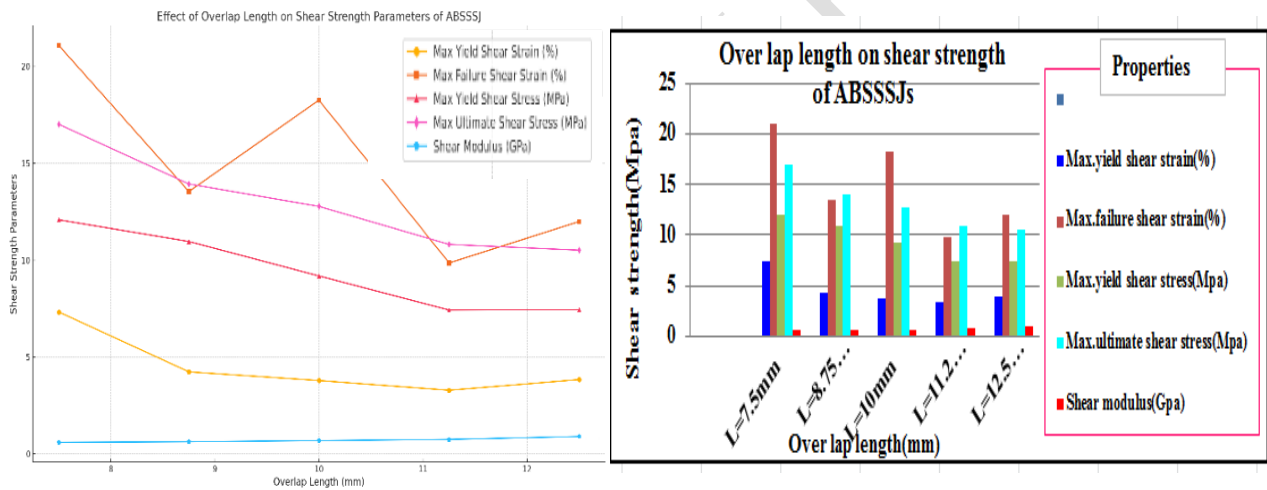 Effect of Overlap Length on Shear Strength Parameters of ABSSSJ
Max Yield Shear Strain (%)
Max Failure Shear Strain (%)
Max Yield Shear Stress (MPa)
Max Ultimate Shear Stress (MPa)
Shear Modulus (GPa)
Shear Strength Parameters
20
15
10
5
0
8
9
10
11
12
Overlap Length (mm)
Over lap length on shear strength
of ABSSSJs
Shear strength(Mpa)
25
20
15
10
5
0
L=7.5mm
L=8.75...
L=10mm
L=11.2...
L=12.5...
Over lap length(mm)
Properties
Max.yield shear strain(%)
Max.failure shear strain(%)
Max.yield shear stress(Mpa)
Max.ultimate shear stress(Mpa)
Shear modulus(Gpa)